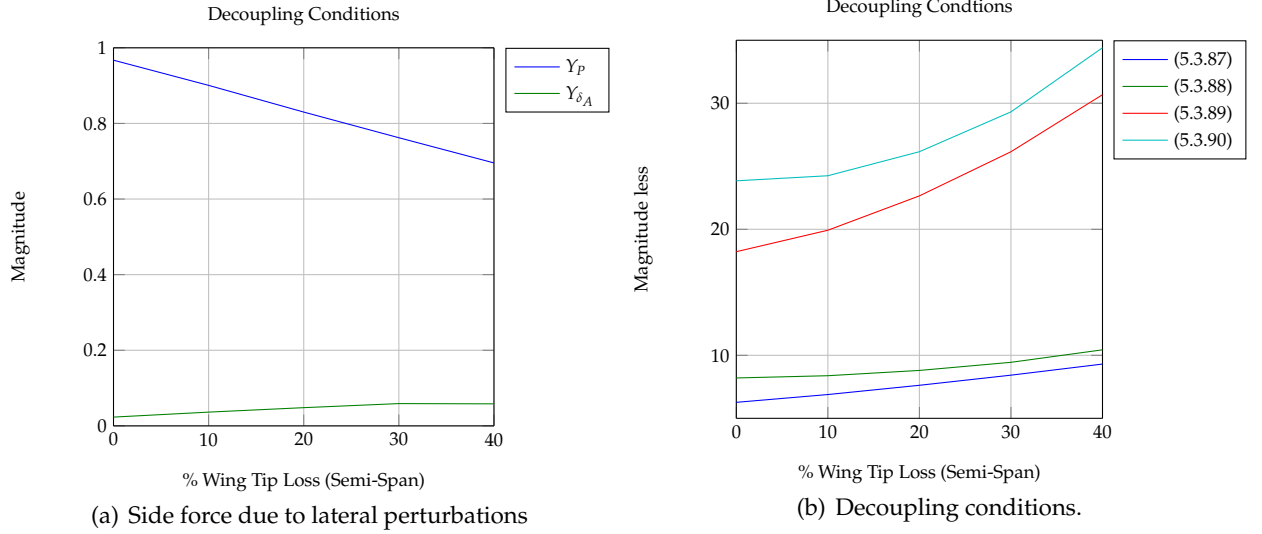 Decoupling Conditions
1
0.8
0.6
0.4
0.2
0
0 10 20 30 40
Magnitude
% Wing Tip Loss (Semi-Span)
Y_P
Y_{δ_A}
(a) Side force due to lateral perturbations
Decoupling Condtions
30
20
10
0 10 20 30 40
Magnitude less
% Wing Tip Loss (Semi-Span)
(5.3.87)
(5.3.88)
(5.3.89)
(5.3.90)
(b) Decoupling conditions.